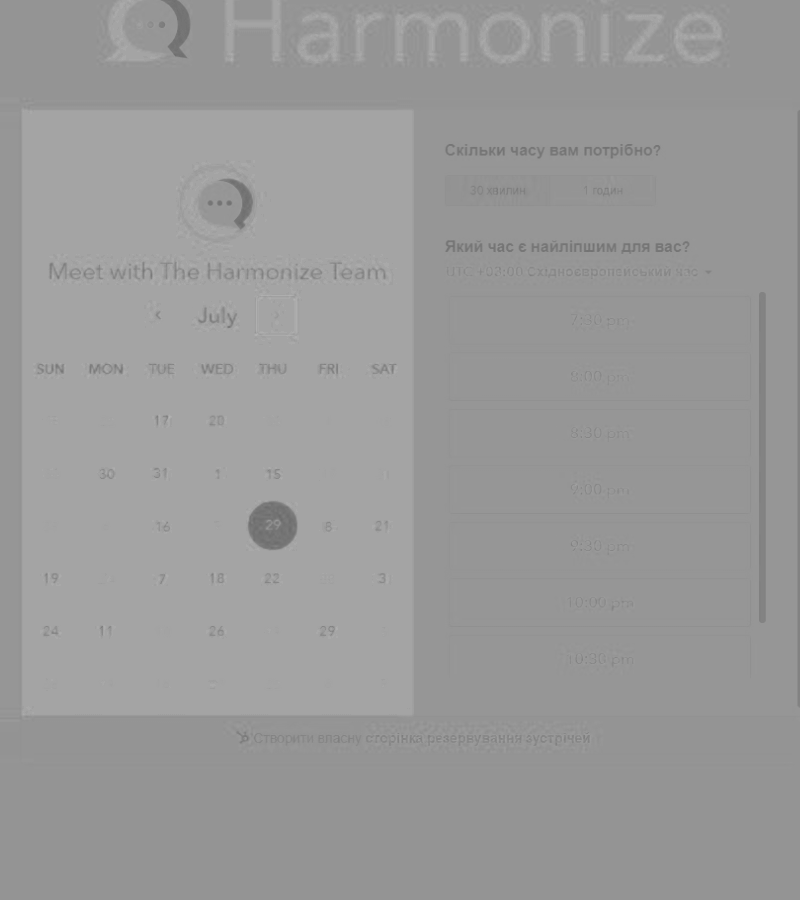 Harmonize
Meet with The Harmonize Team
‹ July ›
SUN MON TUE WED THU FRI SAT
17 28
30 31 1 15
16 29 8 21
19 7 18 22 3
24 11 26 29
Скільки часу вам потрібно?
30 хвилин 1 годин
Який час є найліпшим для вас?
UTC +03:00 Східноєвропейський час
7:30 pm
8:00 pm
8:30 pm
9:00 pm
9:30 pm
10:00 pm
10:30 pm
Створити власну сторінка резервування зустрічей